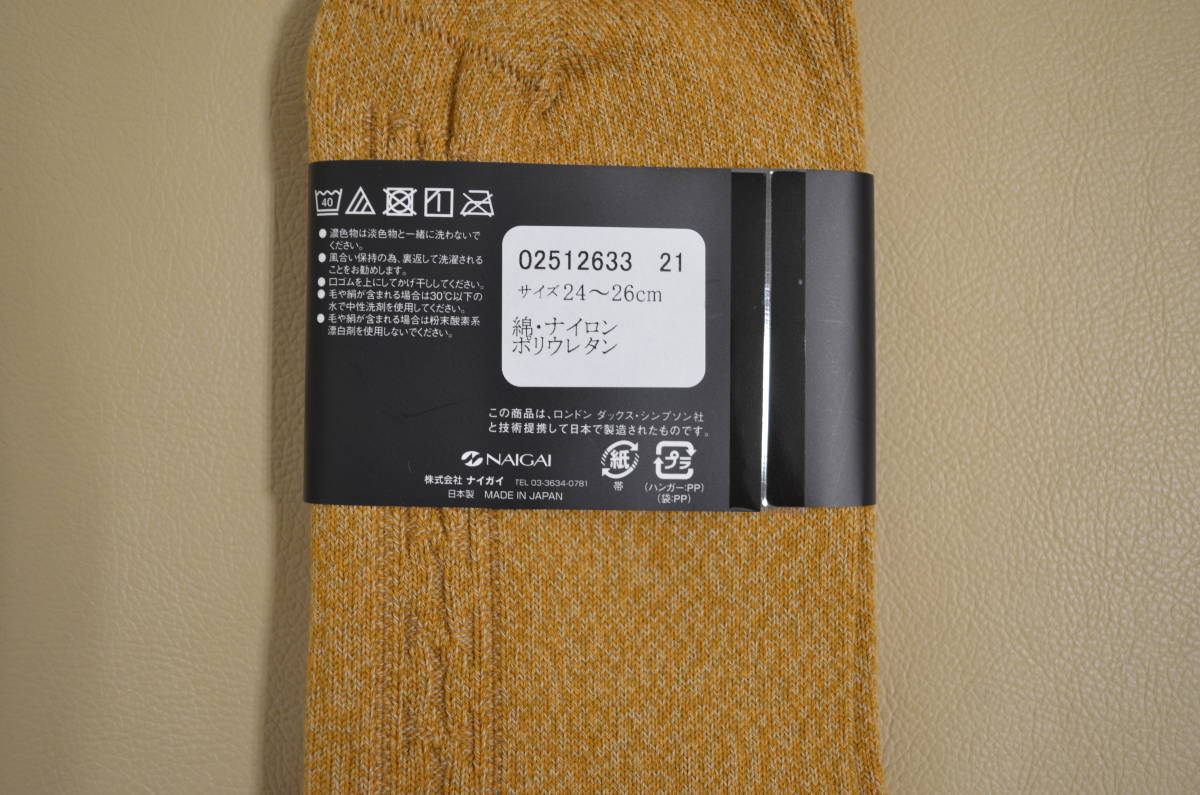 40
●濃色物は淡色物と一緒に洗わないで
ください。
●風合い保持の為、裏返して洗濯される
ことをお勧めします。
●口ゴムを上にしてかげ干ししてください。
●毛や絹が含まれる場合は30℃以下の
水で中性洗剤を使用してください。
●毛や絹が含まれる場合は粉末酸素系
漂白剤を使用しないでください。
02512633 21
サイズ 24～26cm
綿・ナイロン
ポリウレタン
この商品は、ロンドン ダックス・シンプソン社
と技術提携して日本で製造されたものです。
NAIGAI
株式会社 ナイガイ TEL 03-3634-0781
日本製 MADE IN JAPAN
紙
帯
プラ
(ハンガー:PP)
(袋:PP)